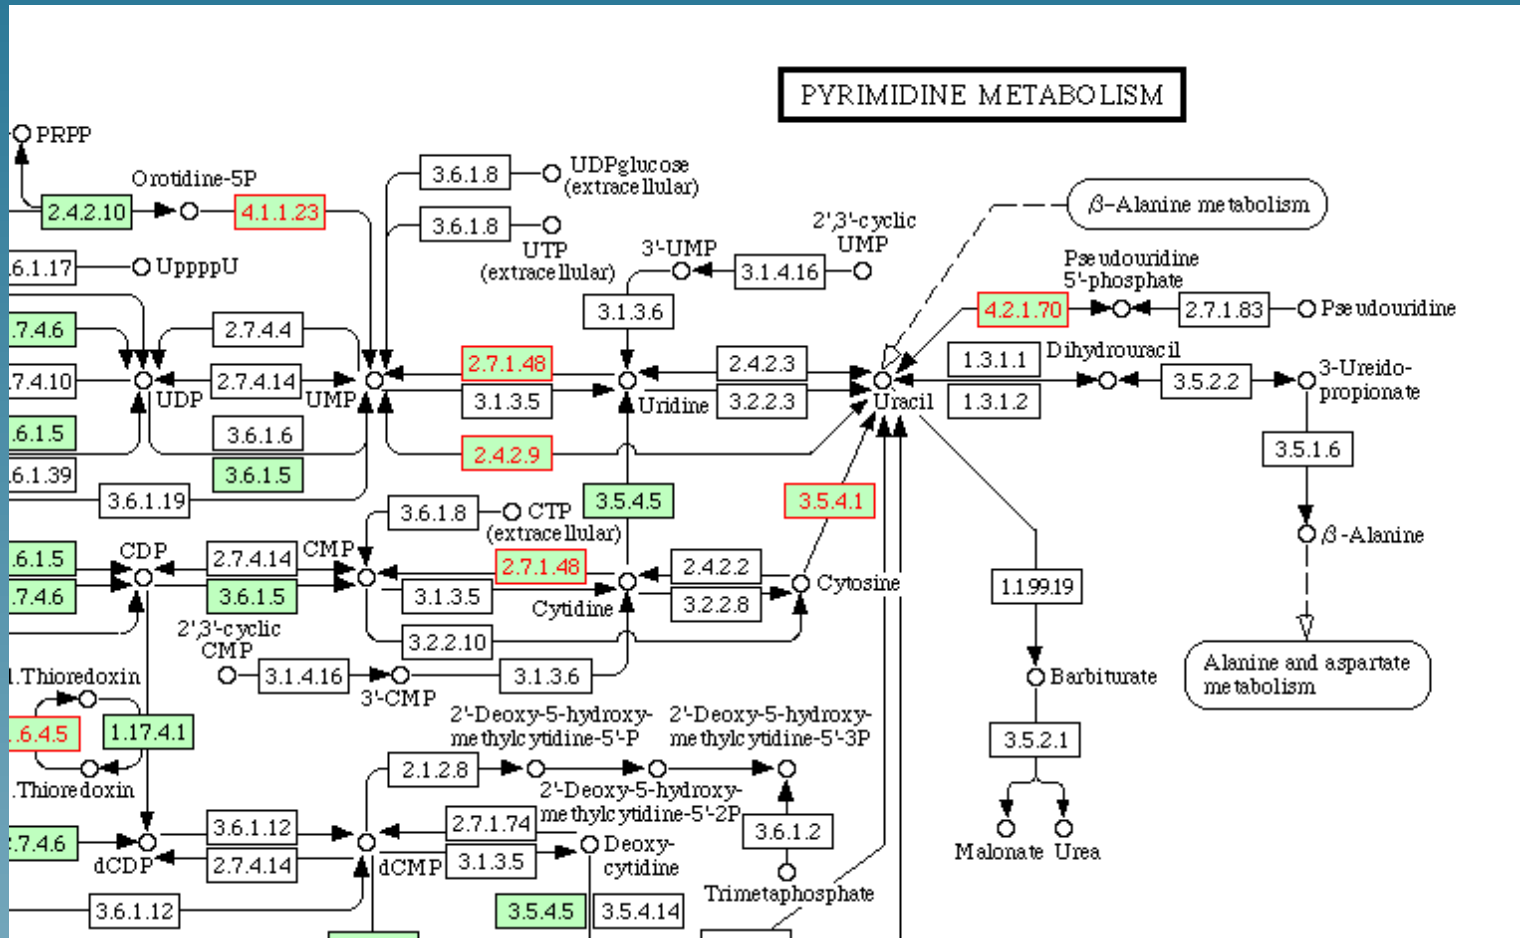 PYRIMIDINE METABOLISM
PRPP
Orotidine-5P
2.4.2.10
4.1.1.23
3.6.1.8
UDPglucose
(extracellular)
3.6.1.8
UTP
(extracellular)
3'-UMP
2',3'-cyclic
UMP
3.1.4.16
β-Alanine metabolism
.6.1.17
UppppU
3.1.3.6
Pseudouridine
5'-phosphate
4.2.1.70
2.7.1.83
Pseudouridine
.7.4.6
2.7.4.4
2.7.1.48
2.4.2.3
1.3.1.1
Dihydrouracil
.7.4.10
UDP
2.7.4.14
UMP
3.1.3.5
Uridine
3.2.2.3
Uracil
1.3.1.2
3.5.2.2
3-Ureido-
propionate
.6.1.5
3.6.1.6
2.4.2.9
3.5.1.6
.6.1.39
3.6.1.5
3.6.1.19
3.6.1.8
CTP
(extracellular)
3.5.4.5
3.5.4.1
β-Alanine
.6.1.5
CDP
2.7.4.14
CMP
2.7.1.48
2.4.2.2
Cytosine
.7.4.6
3.6.1.5
3.1.3.5
Cytidine
3.2.2.8
1.1.99.19
2',3'-cyclic
CMP
3.2.2.10
3.1.4.16
3'-CMP
3.1.3.6
Barbiturate
Alanine and aspartate
metabolism
l.Thioredoxin
.6.4.5
1.17.4.1
.Thioredoxin
2'-Deoxy-5-hydroxy-
methylcytidine-5'-P
2'-Deoxy-5-hydroxy-
methylcytidine-5'-3P
3.5.2.1
2.1.2.8
2'-Deoxy-5-hydroxy-
methylcytidine-5'-2P
2.7.4.6
dCDP
3.6.1.12
2.7.4.14
dCMP
2.7.1.74
3.1.3.5
Deoxy-
cytidine
3.6.1.2
Trimetaphosphate
Malonate
Urea
3.6.1.12
3.5.4.5
3.5.4.14